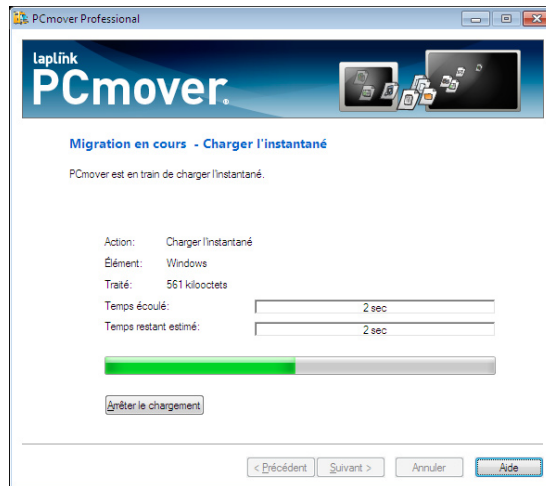 PCmover Professional
laplink
PCmover®
Migration en cours - Charger l'instantané
PCmover est en train de charger l'instantané.
Action: Charger l'instantané
Élément: Windows
Traité: 561 kilooctets
Temps écoulé: 2 sec
Temps restant estimé: 2 sec
Arrêter le chargement
< Précédent Suivant > Annuler Aide